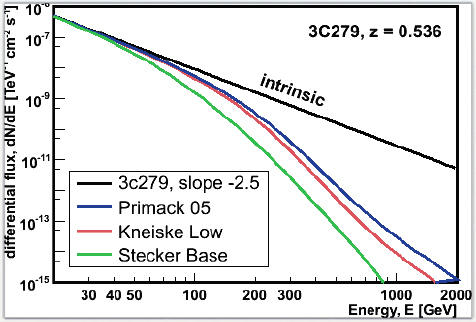 10-6
3C279, z = 0.536
10-7
intrinsic
10-9
10-11
3c279, slope -2.5
Primack 05
10-13
Kneiske Low
Stecker Base
10-15
30 40 50 100 200 300 1000 2000
Energy, E [GeV]
differential flux, dN/dE [TeV-1 cm-2 s-1]